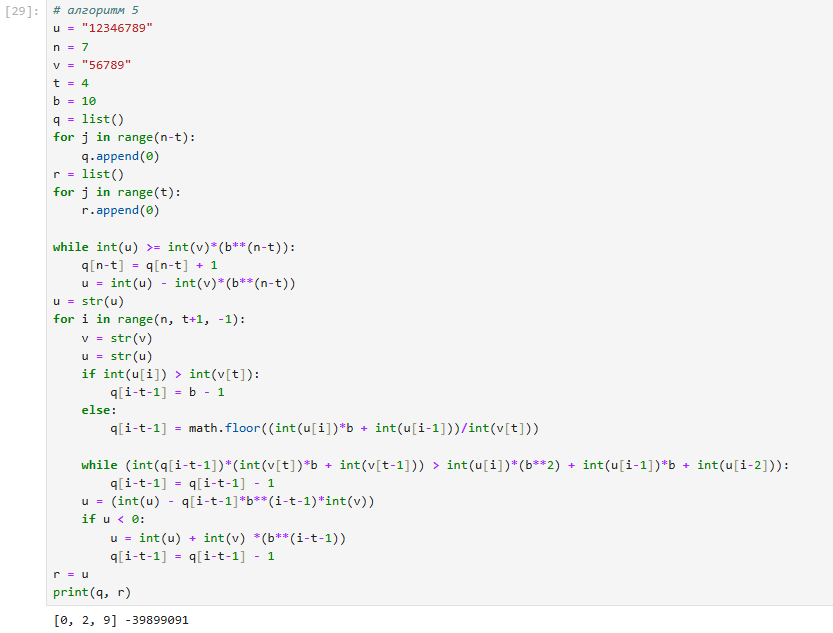 [29]: # алгоритм 5
u = "12346789"
n = 7
v = "56789"
t = 4
b = 10
q = list()
for j in range(n-t):
    q.append(0)
r = list()
for j in range(t):
    r.append(0)

while int(u) >= int(v)*(b**(n-t)):
    q[n-t] = q[n-t] + 1
    u = int(u) - int(v)*(b**(n-t))
u = str(u)
for i in range(n, t+1, -1):
    v = str(v)
    u = str(u)
    if int(u[i]) > int(v[t]):
        q[i-t-1] = b - 1
    else:
        q[i-t-1] = math.floor((int(u[i])*b + int(u[i-1]))/int(v[t]))

    while (int(q[i-t-1])*(int(v[t])*b + int(v[t-1])) > int(u[i])*(b**2) + int(u[i-1])*b + int(u[i-2])):
        q[i-t-1] = q[i-t-1] - 1
    u = (int(u) - q[i-t-1]*b**(i-t-1)*int(v))
    if u < 0:
        u = int(u) + int(v) *(b**(i-t-1))
        q[i-t-1] = q[i-t-1] - 1
r = u
print(q, r)
[0, 2, 9] -39899091